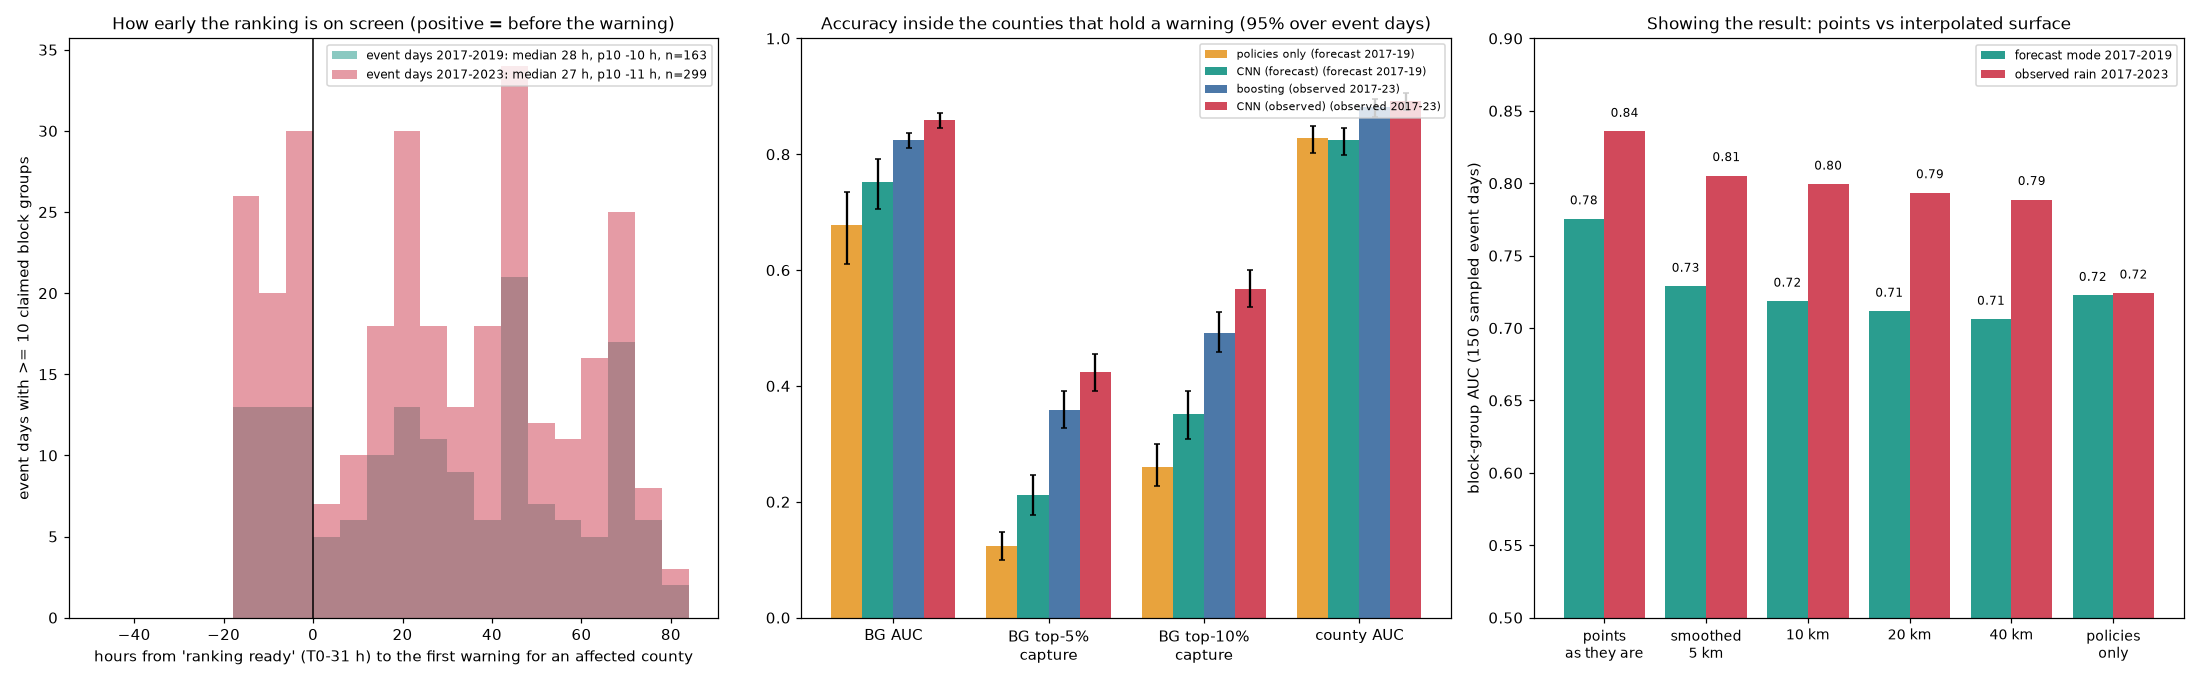 How early the ranking is on screen (positive = before the warning)
event days 2017-2019: median 28 h, p10 -10 h, n=163
event days 2017-2023: median 27 h, p10 -11 h, n=299
event days with >= 10 claimed block groups
35
30
25
20
15
10
5
0
−40
−20
0
20
40
60
80
hours from 'ranking ready' (T0-31 h) to the first warning for an affected county
Accuracy inside the counties that hold a warning (95% over event days)
policies only (forecast 2017-19)
CNN (forecast) (forecast 2017-19)
boosting (observed 2017-23)
CNN (observed) (observed 2017-23)
1.0
0.8
0.6
0.4
0.2
0.0
BG AUC
BG top-5%
capture
BG top-10%
capture
county AUC
Showing the result: points vs interpolated surface
forecast mode 2017-2019
observed rain 2017-2023
block-group AUC (150 sampled event days)
0.90
0.85
0.80
0.75
0.70
0.65
0.60
0.55
0.50
0.78
0.84
0.73
0.81
0.72
0.80
0.71
0.79
0.71
0.79
0.72
0.72
points
as they are
smoothed
5 km
10 km
20 km
40 km
policies
only